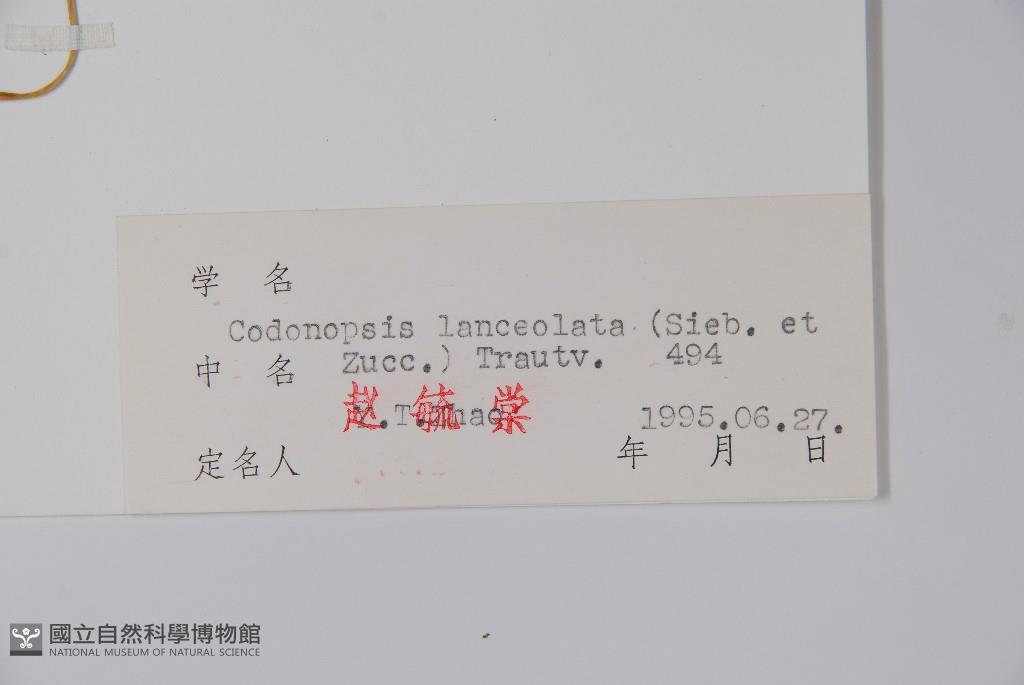 学 名
Codonopsis lanceolata (Sieb. et
中 名 Zucc.) Trautv. 494
赵毓棠
Y.T.Zhao 1995.06.27.
定名人 年 月 日
國立自然科學博物館
NATIONAL MUSEUM OF NATURAL SCIENCE